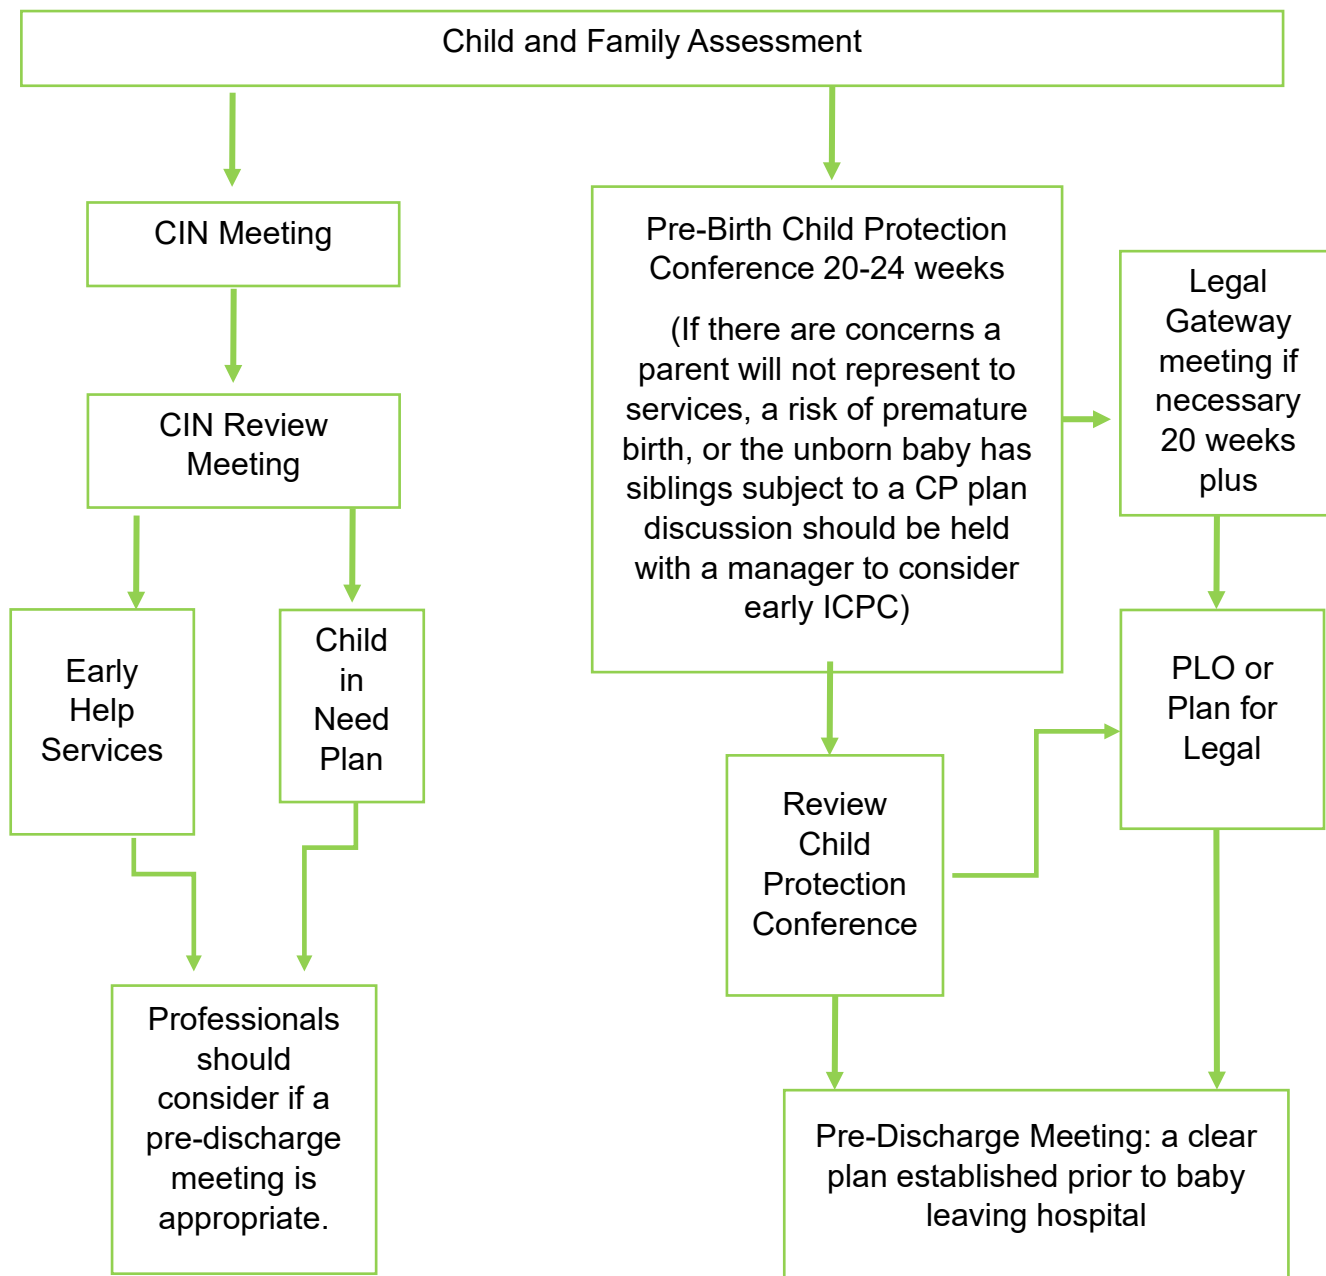 Child and Family Assessment
CIN Meeting
CIN Review
Meeting
Early
Help
Services
Child
in
Need
Plan
Professionals
should
consider if a
pre-discharge
meeting is
appropriate.
Pre-Birth Child Protection
Conference 20-24 weeks
(If there are concerns a
parent will not represent to
services, a risk of premature
birth, or the unborn baby has
siblings subject to a CP plan
discussion should be held
with a manager to consider
early ICPC)
Legal
Gateway
meeting if
necessary
20 weeks
plus
PLO or
Plan for
Legal
Review
Child
Protection
Conference
Pre-Discharge Meeting: a clear
plan established prior to baby
leaving hospital